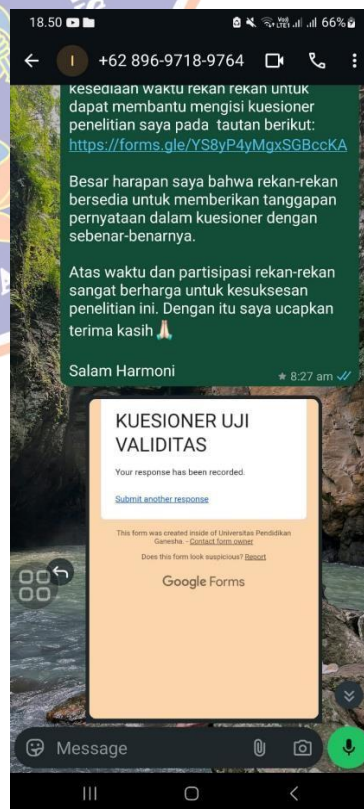 18.50
66%
+62 896-9718-9764
kesediaan waktu rekan rekan untuk
dapat membantu mengisi kuesioner
penelitian saya pada tautan berikut:
https://forms.gle/YS8yP4yMgxSGBccKA
Besar harapan saya bahwa rekan-rekan
bersedia untuk memberikan tanggapan
pernyataan dalam kuesioner dengan
sebenar-benarnya.
Atas waktu dan partisipasi rekan-rekan
sangat berharga untuk kesuksesan
penelitian ini. Dengan itu saya ucapkan
terima kasih
Salam Harmoni
8:27 am
KUESIONER UJI
VALIDITAS
Your response has been recorded.
Submit another response
This form was created inside of Universitas Pendidikan
Ganesha. - Contact form owner
Does this form look suspicious? Report
Google Forms
Message